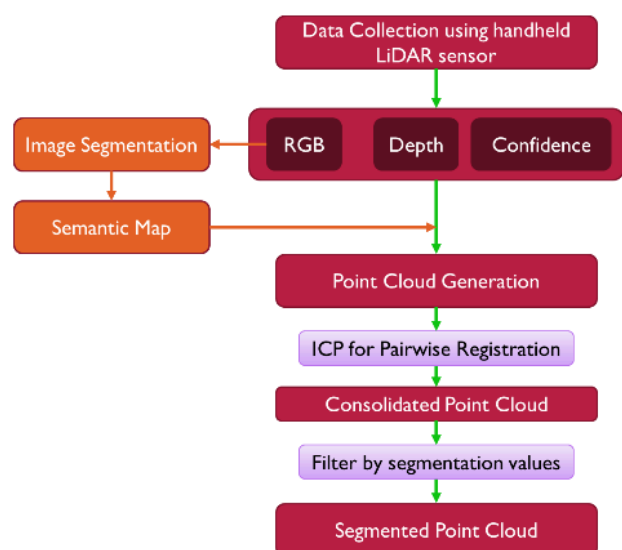 Data Collection using handheld
LiDAR sensor
RGB
Depth
Confidence
Image Segmentation
Semantic Map
Point Cloud Generation
ICP for Pairwise Registration
Consolidated Point Cloud
Filter by segmentation values
Segmented Point Cloud